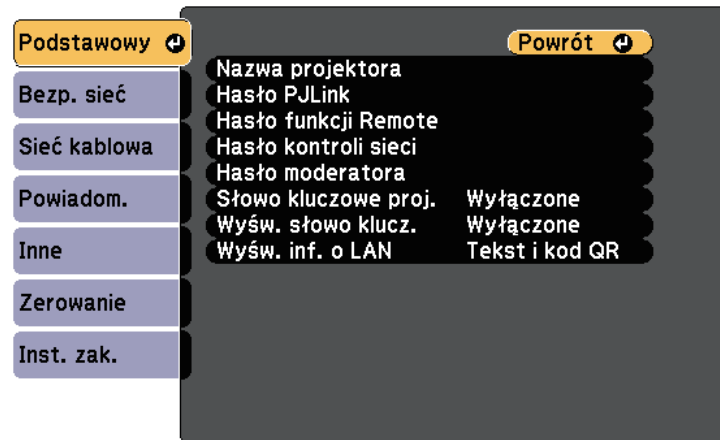 Podstawowy
Bezp. sieć
Sieć kablowa
Powiadom.
Inne
Zerowanie
Inst. zak.
Powrót
Nazwa projektora
Hasło PJLink
Hasło funkcji Remote
Hasło kontroli sieci
Hasło moderatora
Słowo kluczowe proj. Wyłączone
Wyśw. słowo klucz. Wyłączone
Wyśw. inf. o LAN Tekst i kod QR